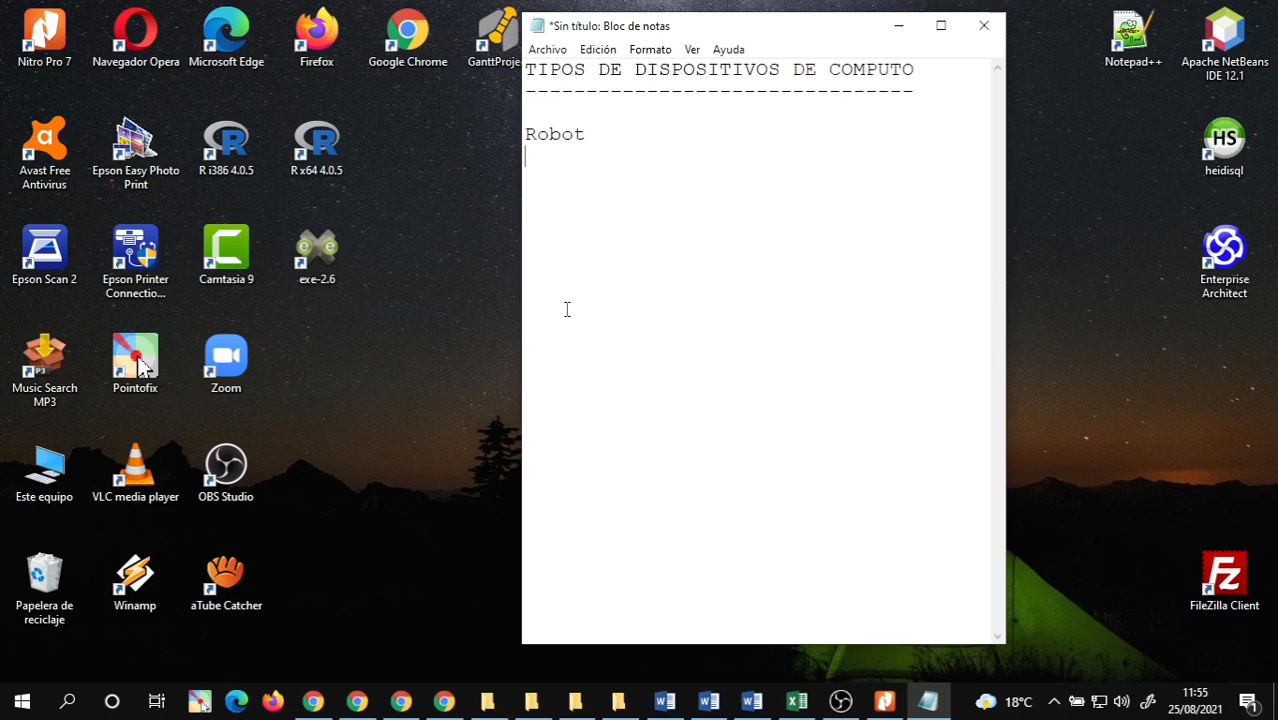 Nitro Pro 7
Navegador Opera
Microsoft Edge
Firefox
Google Chrome
GanttProje
*Sin título: Bloc de notas
Archivo Edición Formato Ver Ayuda
TIPOS DE DISPOSITIVOS DE COMPUTO
--------------------------------
Robot
Notepad++
Apache NetBeans
IDE 12.1
Avast Free
Antivirus
Epson Easy Photo
Print
R i386 4.0.5
R x64 4.0.5
HS
heidisql
Epson Scan 2
Epson Printer
Connectio...
Camtasia 9
exe-2.6
Enterprise
Architect
P3
Music Search
MP3
Pointofix
Zoom
Este equipo
VLC media player
OBS Studio
Papelera de
reciclaje
Winamp
aTube Catcher
Fz
FileZilla Client
18°C
11:55
25/08/2021
1